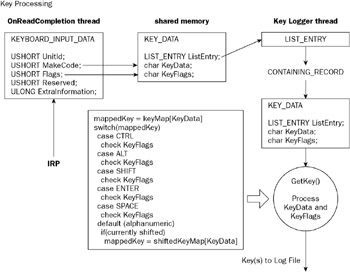 Key Processing
OnReadCompletion thread
KEYBOARD_INPUT_DATA
USHORT UnitId;
USHORT MakeCode;
USHORT Flags;
USHORT Reserved;
ULONG ExtraInformation;
IRP
shared memory
KEY_DATA
LIST_ENTRY ListEntry;
char KeyData;
char KeyFlags;
Key Logger thread
LIST_ENTRY
CONTAINING_RECORD
KEY_DATA
LIST_ENTRY ListEntry;
char KeyData;
char KeyFlags;
mappedKey = keyMap[KeyData]
switch(mappedKey)
case CTRL
check KeyFlags
case ALT
check KeyFlags
case SHIFT
check KeyFlags
case ENTER
check KeyFlags
case SPACE
check KeyFlags
default (alphanumeric)
if(currently shifted)
mappedKey = shiftedKeyMap[KeyData]
GetKey()
Process
KeyData and
KeyFlags
Key(s) to Log File